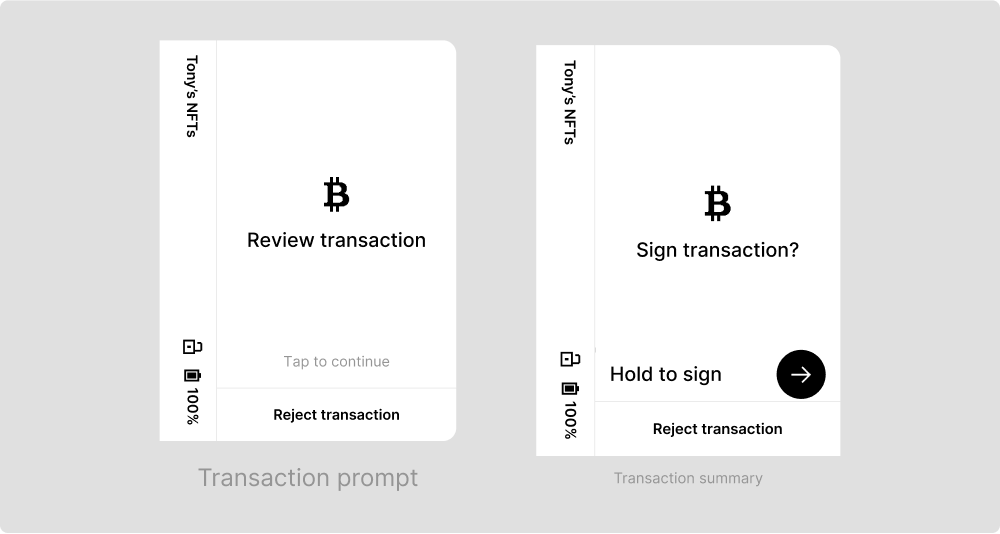 Tony's NFTs
₿
Review transaction
Tap to continue
100%
Reject transaction
Transaction prompt
Tony's NFTs
₿
Sign transaction?
Hold to sign
100%
Reject transaction
Transaction summary